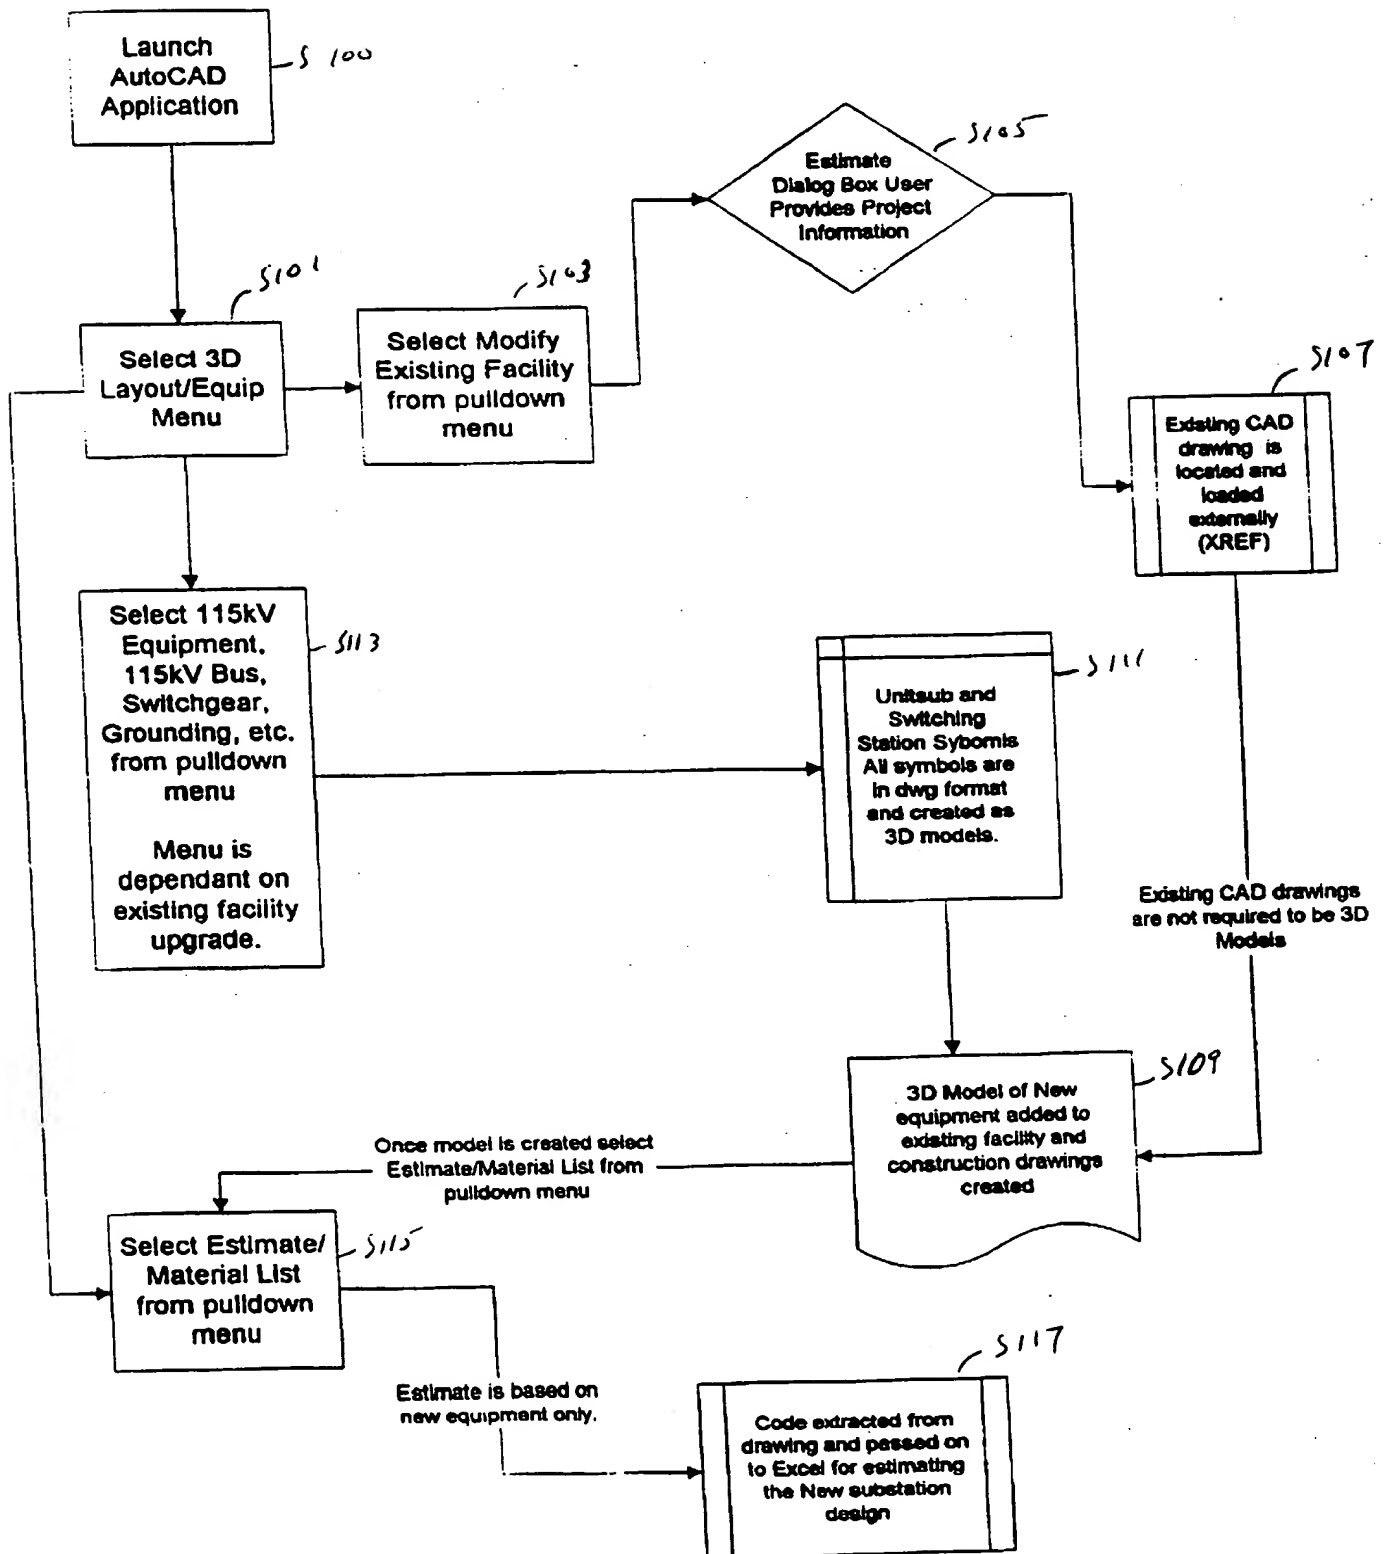 Launch
AutoCAD
Application
S100
Estimate
Dialog Box User
Provides Project
Information
S105
S101
Select 3D
Layout/Equip
Menu
S103
Select Modify
Existing Facility
from pulldown
menu
S107
Existing CAD
drawing is
located and
loaded
externally
(XREF)
Select 115kV
Equipment,
115kV Bus,
Switchgear,
Grounding, etc.
from pulldown
menu
Menu is
dependant on
existing facility
upgrade.
S113
S111
Unitsub and
Switching
Station Sybomls
All symbols are
in dwg format
and created as
3D models.
Existing CAD drawings
are not required to be 3D
Models
S109
3D Model of New
equipment added to
existing facility and
construction drawings
created
Once model is created select
Estimate/Material List from
pulldown menu
Select Estimate/
Material List
from pulldown
menu
S115
Estimate is based on
new equipment only.
S117
Code extracted from
drawing and passed on
to Excel for estimating
the New substation
design